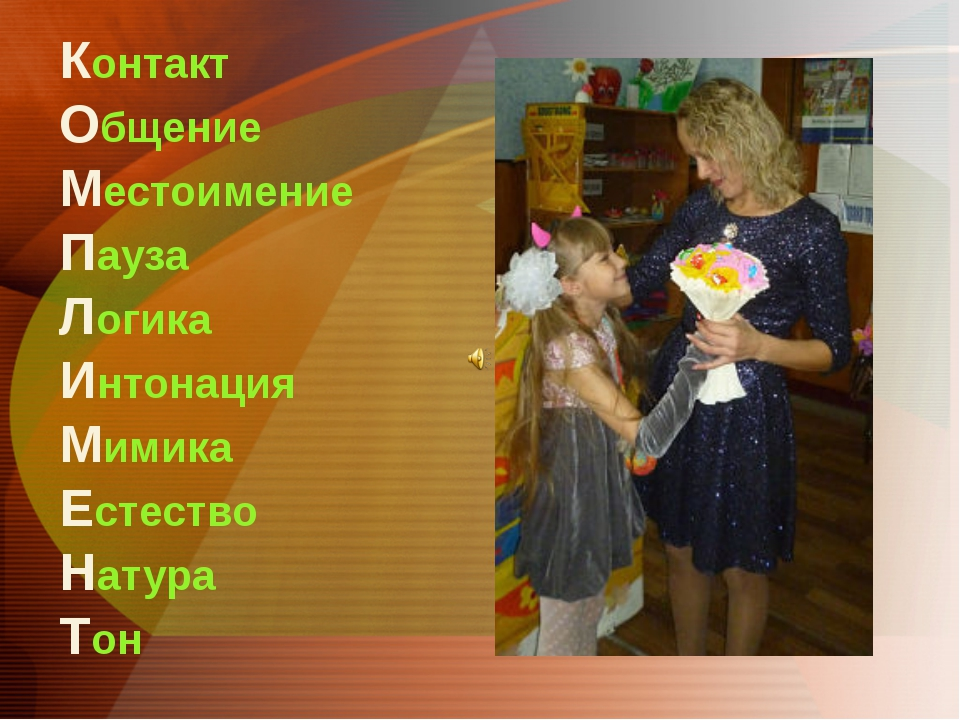 Контакт
Общение
Местоимение
Пауза
Логика
Интонация
Мимика
Естество
Натура
Тон